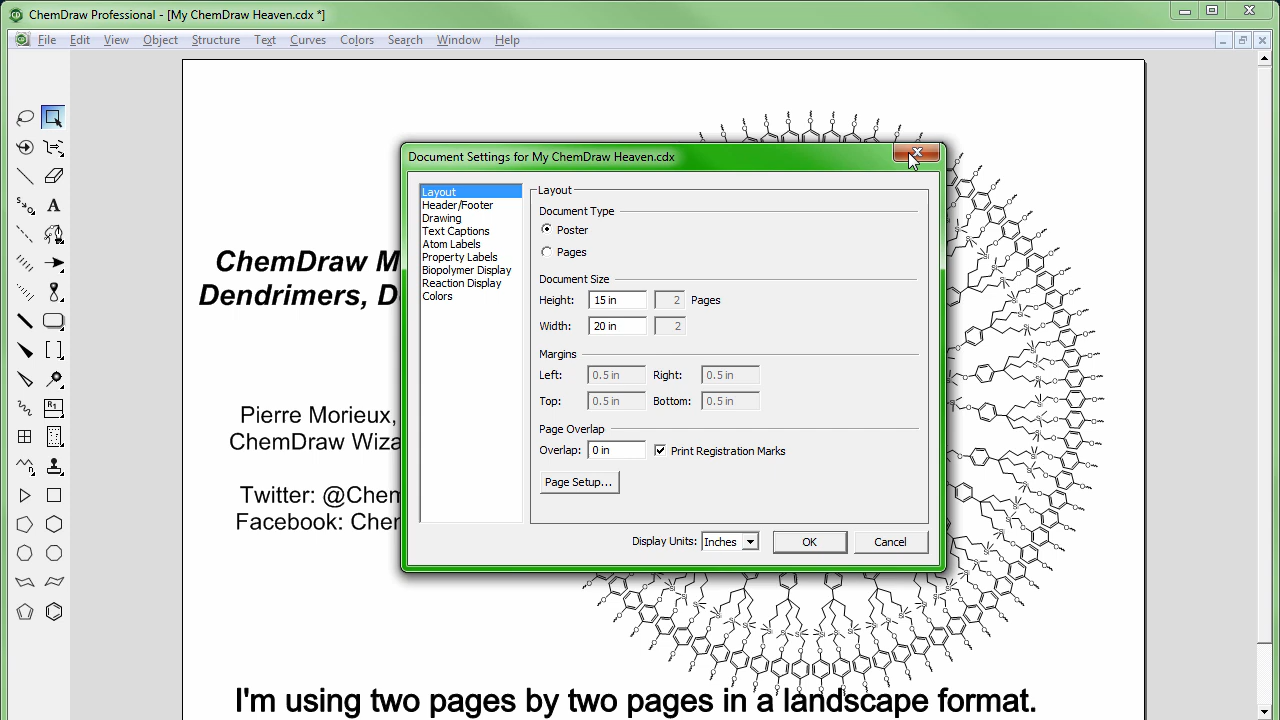 ChemDraw Professional - [My ChemDraw Heaven.cdx *]
File Edit View Object Structure Text Curves Colors Search Window Help
Document Settings for My ChemDraw Heaven.cdx
Layout
Header/Footer
Drawing
Text Captions
Atom Labels
Property Labels
Biopolymer Display
Reaction Display
Colors
Layout
Document Type
Poster
Pages
Document Size
Height: 15 in 2 Pages
Width: 20 in 2
Margins
Left: 0.5 in Right: 0.5 in
Top: 0.5 in Bottom: 0.5 in
Page Overlap
Overlap: 0 in Print Registration Marks
Page Setup...
Display Units: Inches OK Cancel
ChemDraw M
Dendrimers, D
Pierre Morieux,
ChemDraw Wiza
Twitter: @Chem
Facebook: Cher
I'm using two pages by two pages in a landscape format.